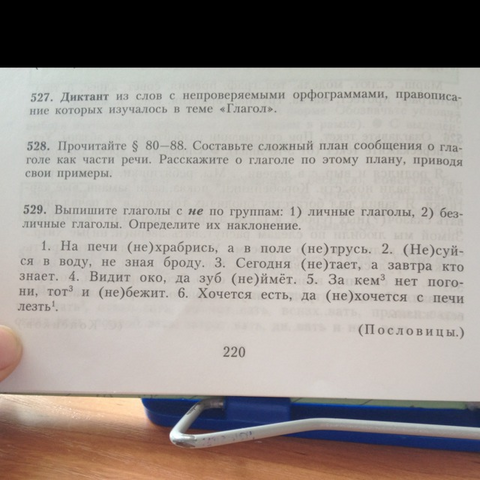 527. Диктант из слов с непроверяемыми орфограммами, правописа-
ние которых изучалось в теме «Глагол».
528. Прочитайте § 80—88. Составьте сложный план сообщения о гла-
голе как части речи. Расскажите о глаголе по этому плану, приводя
свои примеры.
529. Выпишите глаголы с не по группам: 1) личные глаголы, 2) без-
личные глаголы. Определите их наклонение.
1. На печи (не)храбрись, а в поле (не)трусь. 2. (Не)суй-
ся в воду, не зная броду. 3. Сегодня (не)тает, а завтра кто
знает. 4. Видит око, да зуб (не)ймёт. 5. За кем³ нет пого-
ни, тот³ и (не)бежит. 6. Хочется есть, да (не)хочется с печи
лезть¹.
(Пословицы.)
220